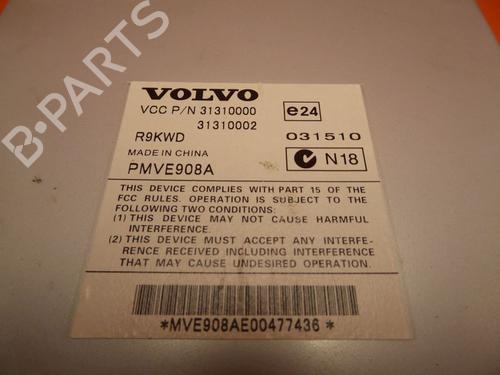 VOLVO
VCC P/N 31310000
e24
31310002
R9KWD
031510
MADE IN CHINA
N18
PMVE908A
THIS DEVICE COMPLIES WITH PART 15 OF THE
FCC RULES. OPERATION IS SUBJECT TO THE
FOLLOWING TWO CONDITIONS:
(1) THIS DEVICE MAY NOT CAUSE HARMFUL
INTERFERENCE.
(2) THIS DEVICE MUST ACCEPT ANY INTERFE-
RENCE RECEIVED INCLUDING INTERFERENCE
THAT MAY CAUSE UNDESIRED OPERATION.
*MVE908AE00477436*
B-PARTS